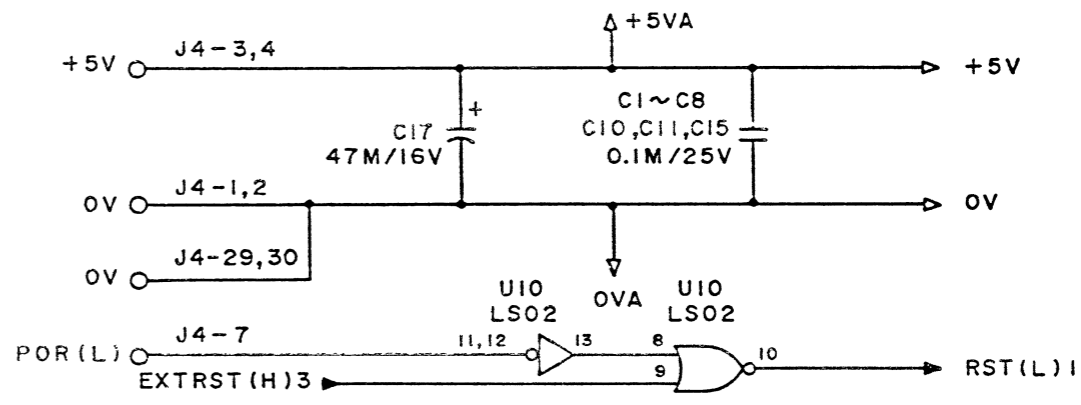 +5VA
+5V J4-3,4 +5V
+
C17
47M/16V
C1~C8
C10,C11,C15
0.1M/25V
0V J4-1,2 0V
0V J4-29,30
0VA
U10
LS02
U10
LS02
POR(L) J4-7 11,12 13 8 10
EXTRST(H)3 9 RST(L)1